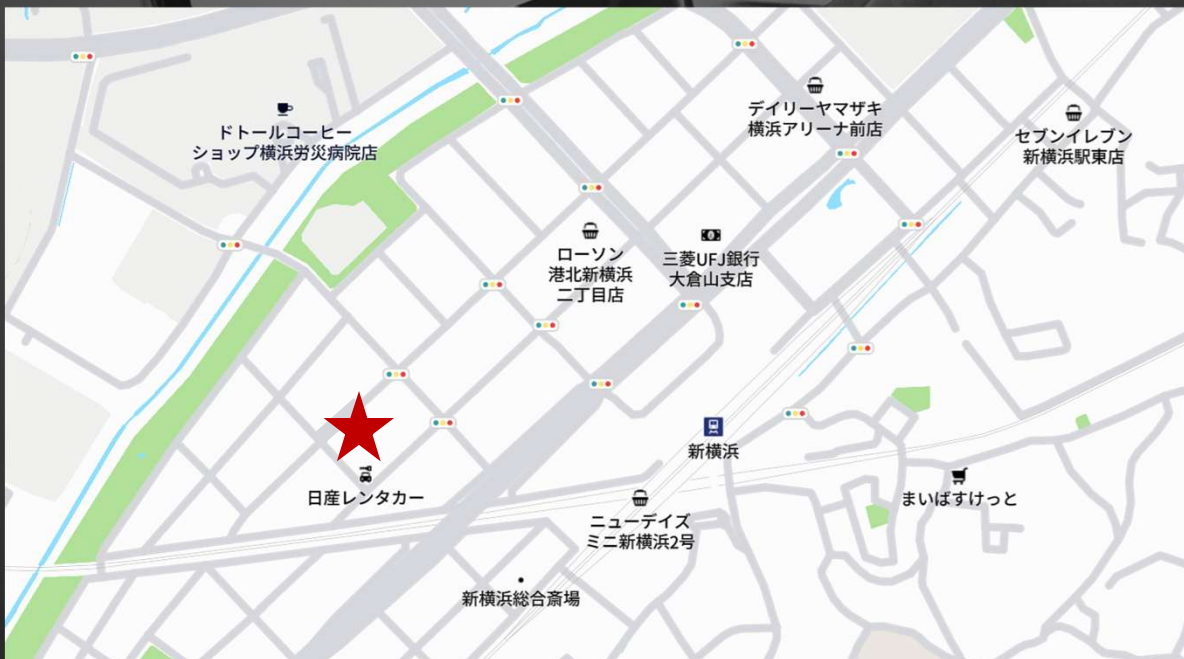 デイリーヤマザキ
横浜アリーナ前店
ドトールコーヒー
ショップ横浜労災病院店
セブンイレブン
新横浜駅東店
ローソン
港北新横浜
二丁目店
三菱UFJ銀行
大倉山支店
新横浜
日産レンタカー
まいばすけっと
ニューデイズ
ミニ新横浜2号
新横浜総合斎場